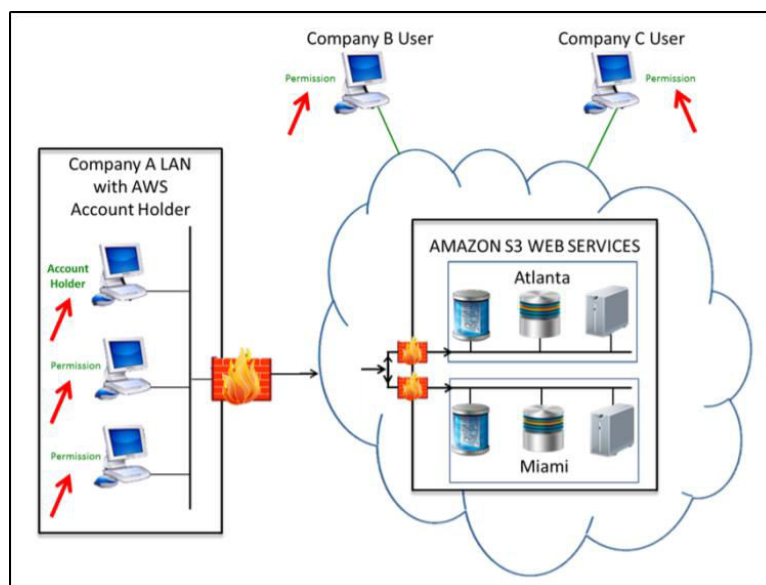 Company B User
Company C User
Permission
Permission
Company A LAN
with AWS
Account Holder
Account
Holder
Permission
Permission
AMAZON S3 WEB SERVICES
Atlanta
Miami